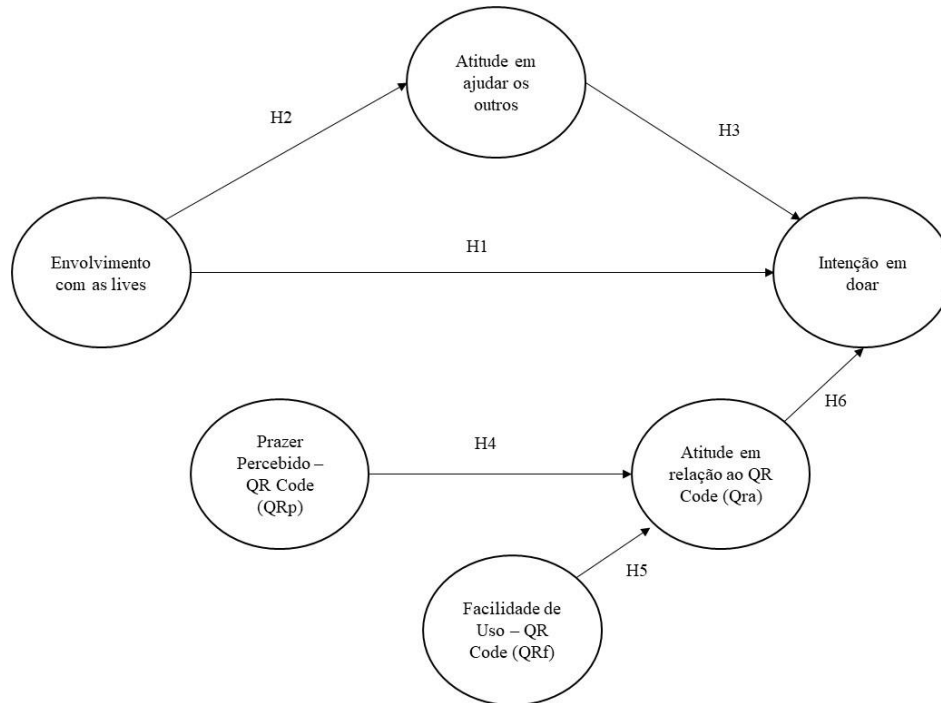 Atitude em
ajudar os
outros
H2
H3
H1
Envolvimento
com as lives
Intenção em
doar
H6
Prazer
Percebido –
QR Code
(QRp)
H4
Atitude em
relação ao QR
Code (Qra)
H5
Facilidade de
Uso – QR
Code (QRf)